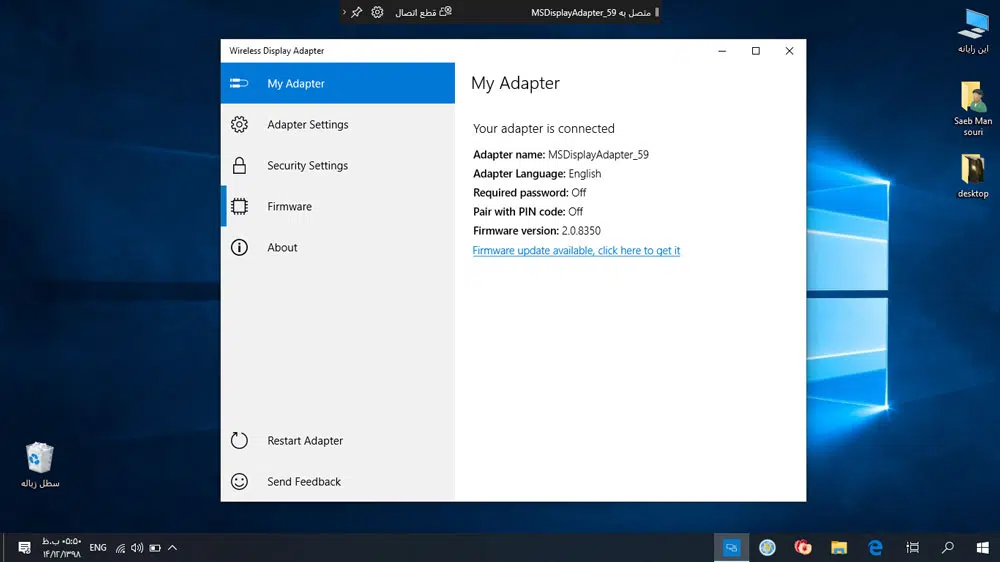 متصل به MSDisplayAdapter_59
قطع اتصال
Wireless Display Adapter
My Adapter
Adapter Settings
Security Settings
Firmware
About
Restart Adapter
Send Feedback
My Adapter
Your adapter is connected
Adapter name: MSDisplayAdapter_59
Adapter Language: English
Required password: Off
Pair with PIN code: Off
Firmware version: 2.0.8350
Firmware update available, click here to get it
این رایانه
Saeb Man
souri
desktop
سطل زباله
ENG
۰۵:۵۰ ب.ظ
۱۴/۱۲/۱۳۹۸